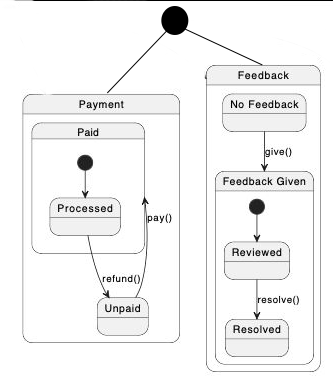 Payment
Paid
Processed
refund()
pay()
Unpaid
Feedback
No Feedback
give()
Feedback Given
Reviewed
resolve()
Resolved